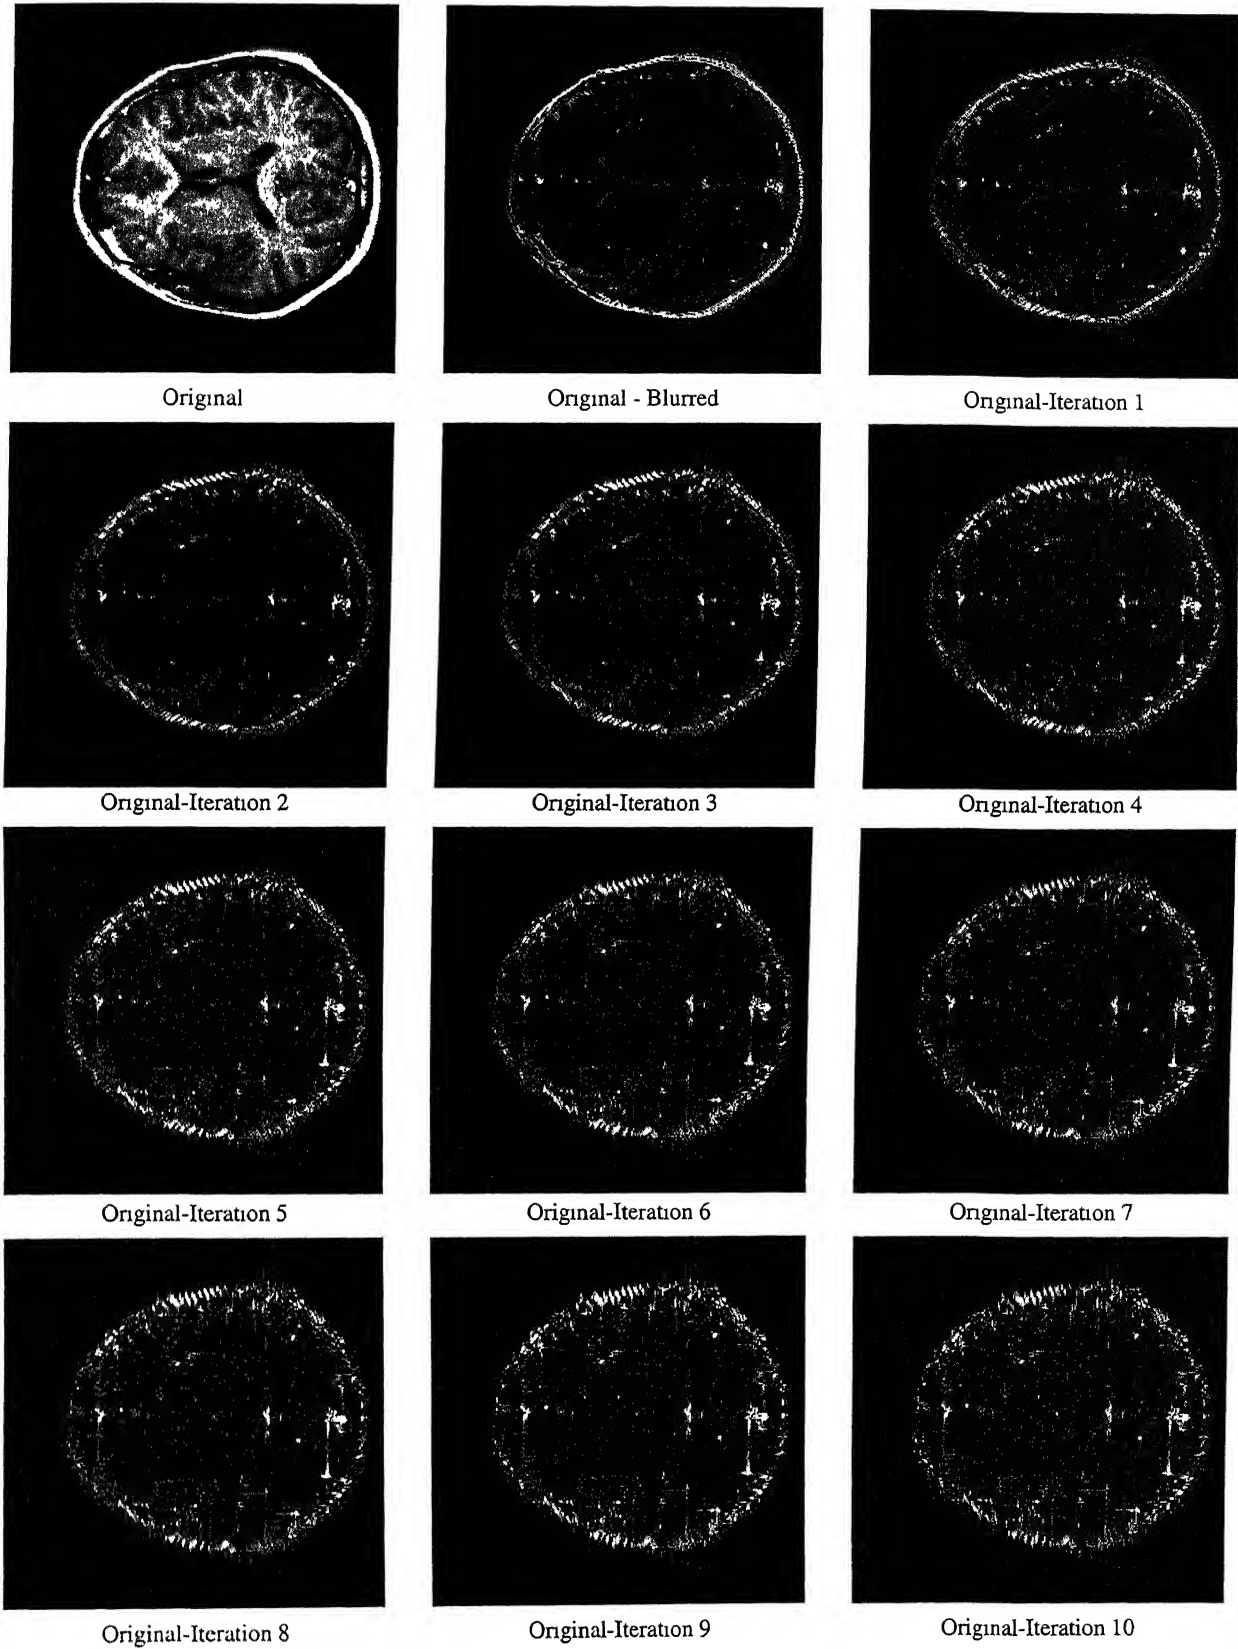 Original
Original - Blurred
Original-Iteration 1
Original-Iteration 2
Original-Iteration 3
Original-Iteration 4
Original-Iteration 5
Original-Iteration 6
Original-Iteration 7
Original-Iteration 8
Original-Iteration 9
Original-Iteration 10